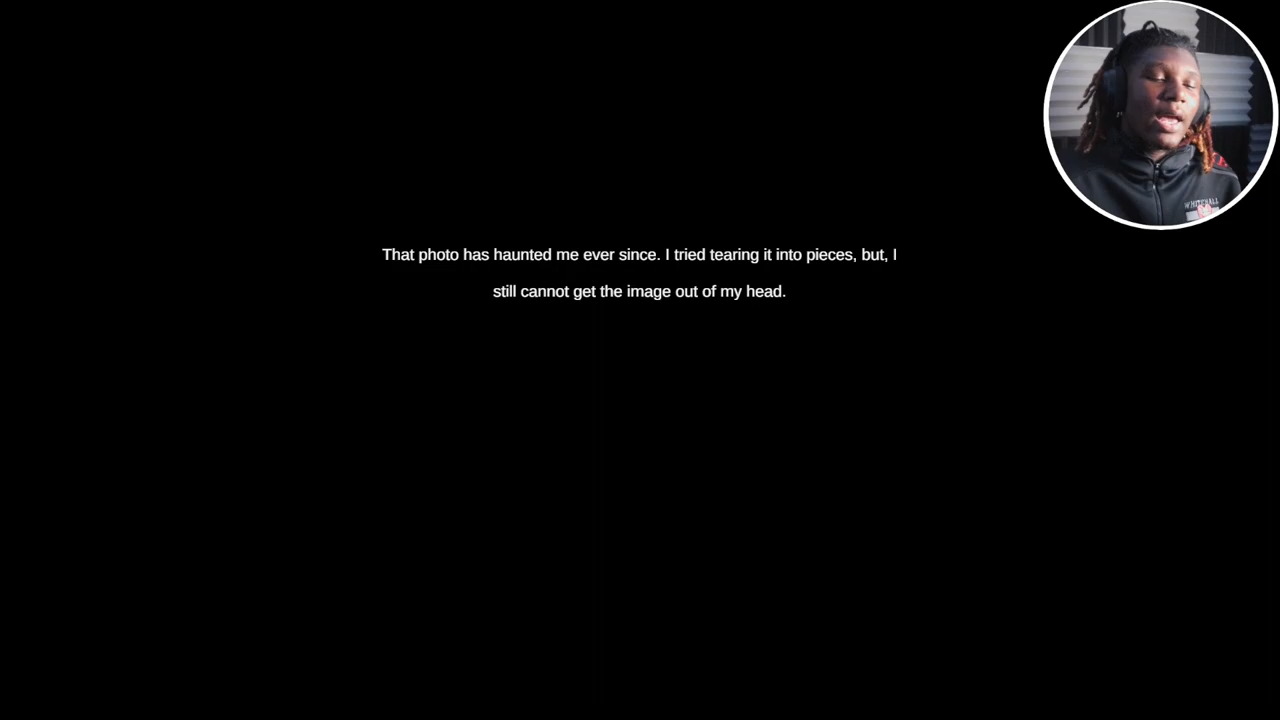 That photo has haunted me ever since. I tried tearing it into pieces, but, I
still cannot get the image out of my head.
WHITEHALL